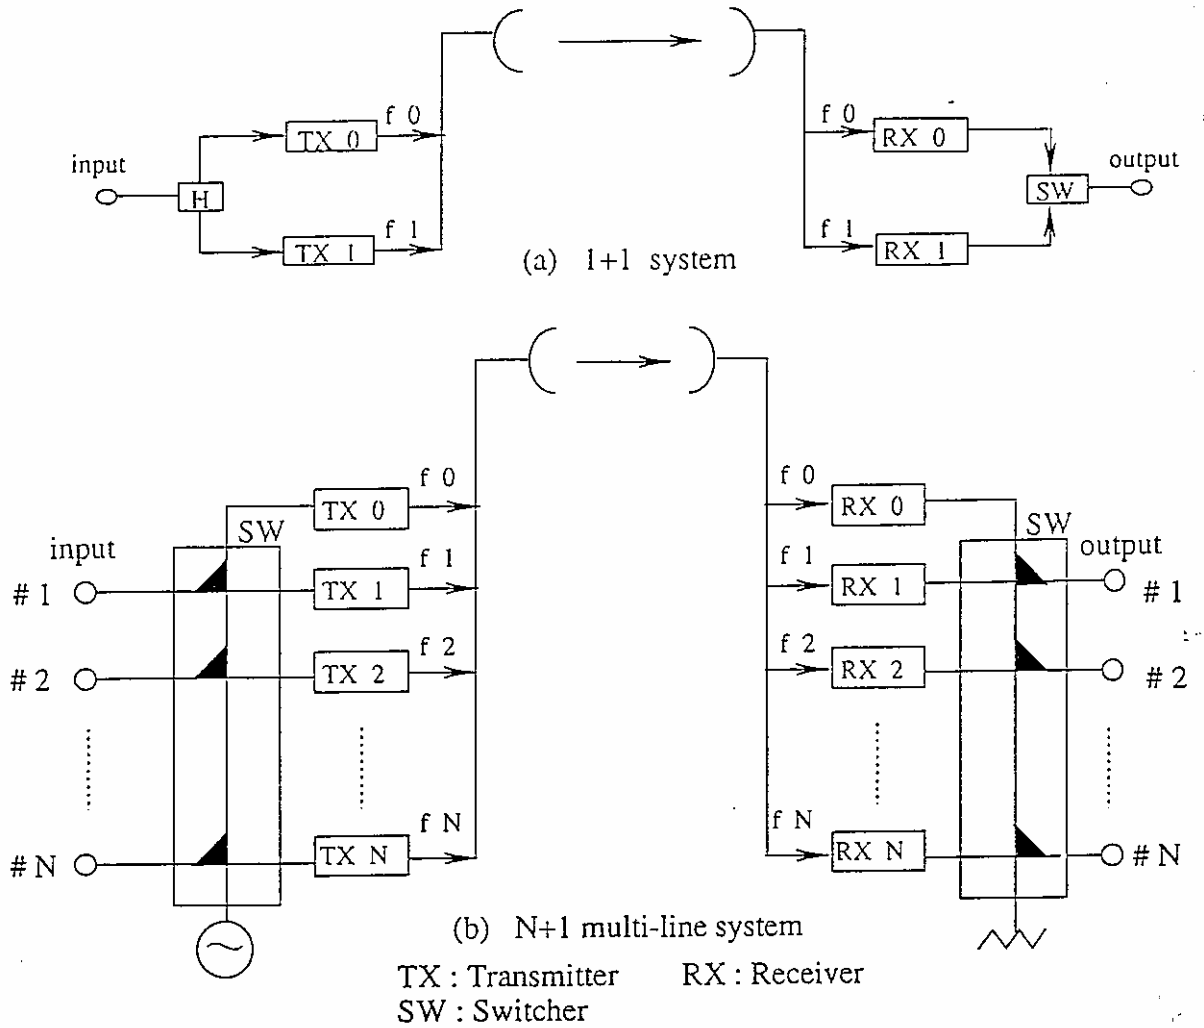 f 0
TX 0
f 0
RX 0
input
H
output
SW
f 1
TX 1
f 1
RX 1
(a) 1+1 system
f 0
TX 0
f 0
RX 0
SW
SW
input
output
f 1
f 1
# 1
TX 1
RX 1
# 1
f 2
f 2
# 2
TX 2
RX 2
# 2
f N
f N
# N
TX N
RX N
# N
(b) N+1 multi-line system
TX : Transmitter RX : Receiver
SW : Switcher